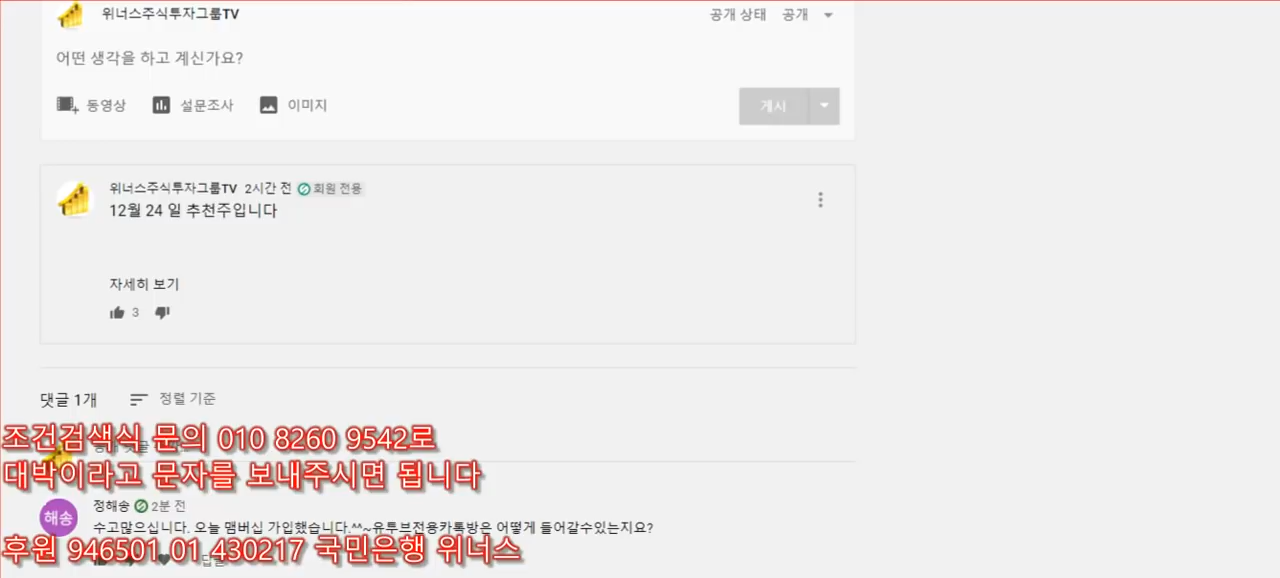 위너스주식투자그룹TV
공개 상태 공개
어떤 생각을 하고 계신가요?
동영상 설문조사 이미지
게시
위너스주식투자그룹TV 2시간 전 회원 전용
12월 24 일 추천주입니다
자세히 보기
3
댓글 1개 정렬 기준
조건검색식 문의 010 8260 9542로
대박이라고 문자를 보내주시면 됩니다
정해송 2분 전
해송
수고많으십니다. 오늘 맴버십 가입했습니다.^^~유투브전용카톡방은 어떻게 들어갈수있는지요?
후원 946501 01 430217 국민은행 위너스
답글